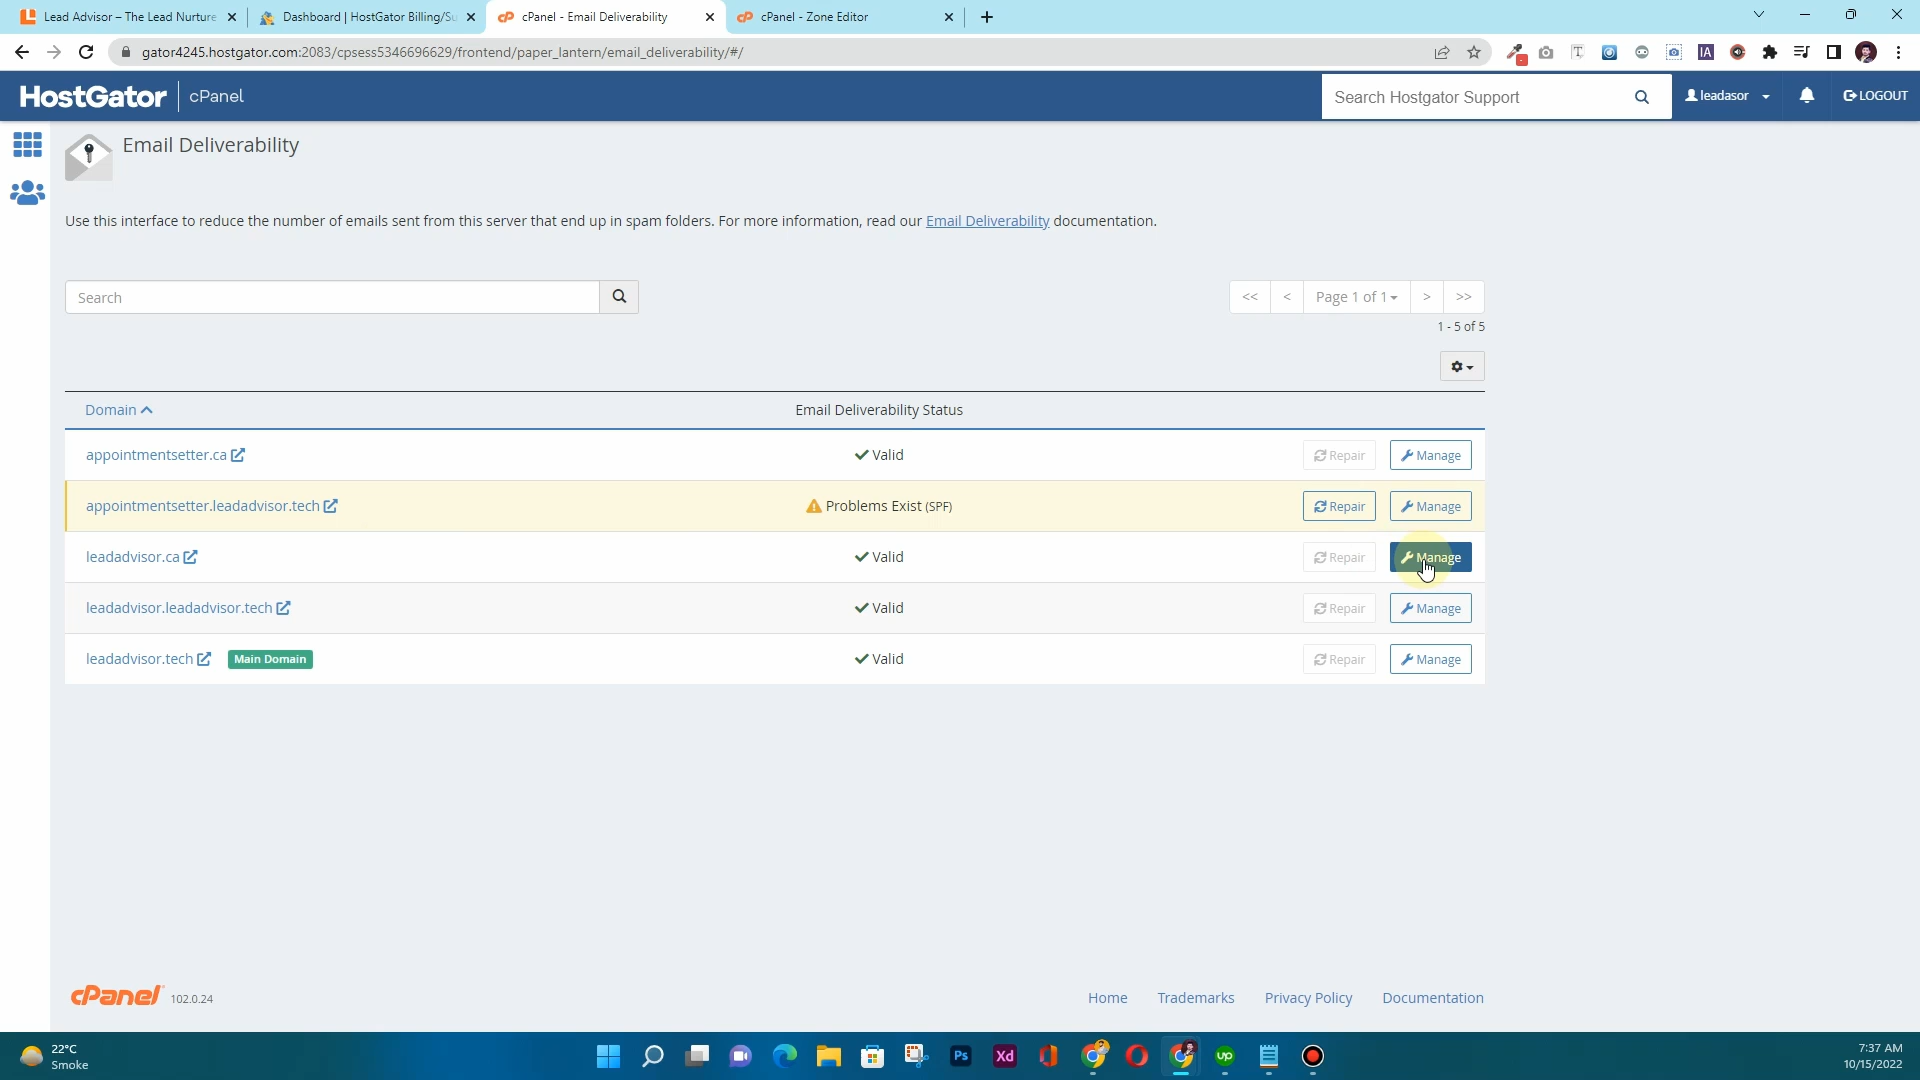 Lead Advisor – The Lead Nurture
Dashboard | HostGator Billing/Su
cPanel - Email Deliverability
cPanel - Zone Editor
gator4245.hostgator.com:2083/cpsess5346696629/frontend/paper_lantern/email_deliverability/#/
HostGator cPanel
Search Hostgator Support
leadasor
LOGOUT
Email Deliverability
Use this interface to reduce the number of emails sent from this server that end up in spam folders. For more information, read our Email Deliverability documentation.
Search
<< < Page 1 of 1 > >>
1 - 5 of 5
Domain Email Deliverability Status
appointmentsetter.ca Valid Repair Manage
appointmentsetter.leadadvisor.tech Problems Exist (SPF) Repair Manage
leadadvisor.ca Valid Repair Manage
leadadvisor.leadadvisor.tech Valid Repair Manage
leadadvisor.tech Main Domain Valid Repair Manage
cPanel 102.0.24
Home Trademarks Privacy Policy Documentation
22°C
Smoke
Ps
Xd
up
7:37 AM
10/15/2022
IA